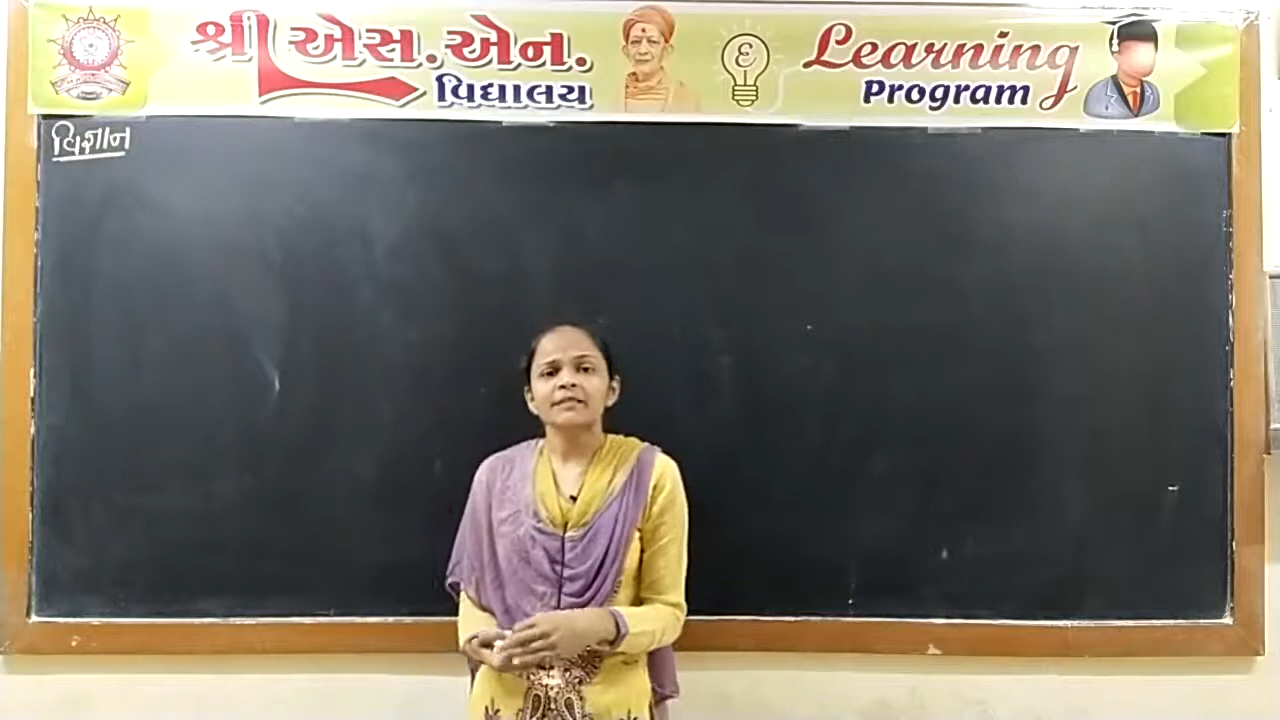 શ્રી એસ.એન.
વિદ્યાલય
ε
Learning
Program
વિજ્ઞાન